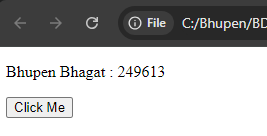 File C:/Bhupen/BD
Bhupen Bhagat : 249613
Click Me